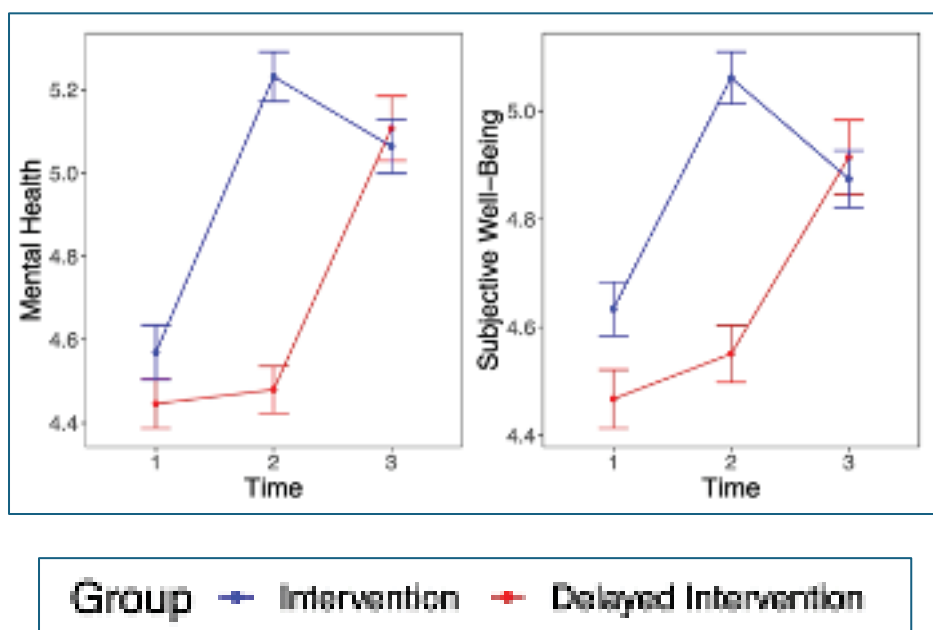 Mental Health
5.2
5.0
4.8
4.6
4.4
1 2 3
Time
Subjective Well-Being
5.0
4.8
4.6
4.4
1 2 3
Time
Group Intervention Delayed Intervention